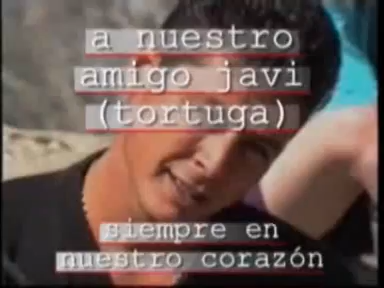 a nuestro
amigo javi
(tortuga)
siempre en
nuestro corazón